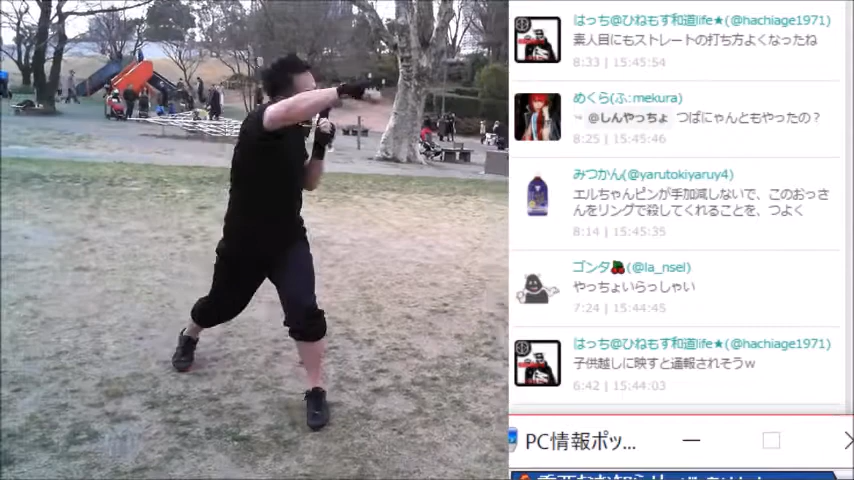 はっち@ひねもす和道life★(@hachiage1971)
素人目にもストレートの打ち方よくなったね
8:33 | 15:45:54
めくら(ふ:mekura)
@しんやっちょ つばにゃんともやったの?
8:25 | 15:45:46
みつかん(@yarutokiyaruy4)
エルちゃんピンが手加減しないで、このおっさ
んをリングで殺してくれることを、つよく
8:14 | 15:45:35
ゴンタ🍒(@la_nsel)
やっちょいらっしゃい
7:24 | 15:44:45
はっち@ひねもす和道life★(@hachiage1971)
子供越しに映すと通報されそうw
6:42 | 15:44:03
PC情報ポッ...